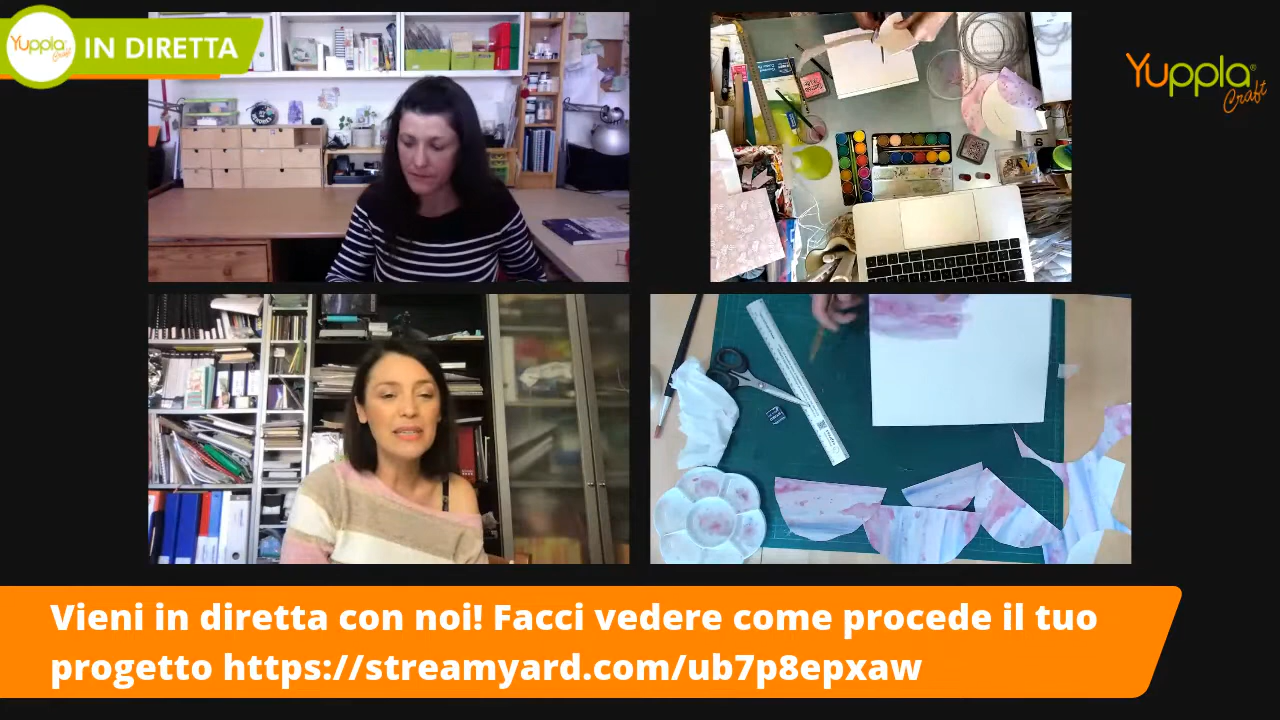 Yuppla® Craft IN DIRETTA
Yuppla® Craft
Vieni in diretta con noi! Facci vedere come procede il tuo
progetto https://streamyard.com/ub7p8epxaw